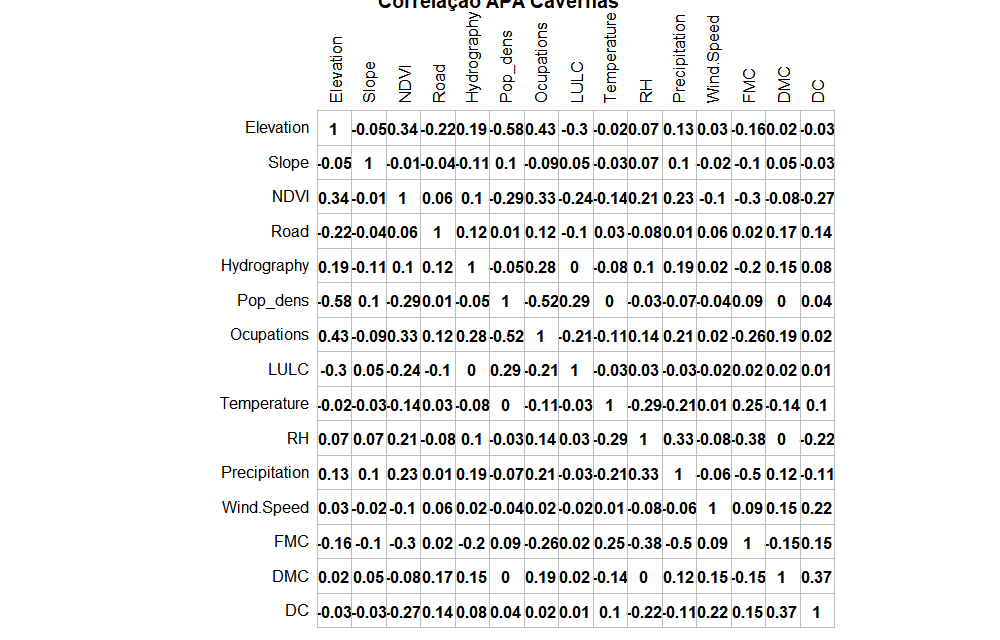 Correlação APA Cavernas
Elevation Slope NDVI Road Hydrography Pop_dens Ocupations LULC Temperature RH Precipitation Wind.Speed FMC DMC DC
Elevation 1 -0.05 0.34 -0.22 0.19 -0.58 0.43 -0.3 -0.02 0.07 0.13 0.03 -0.16 0.02 -0.03
Slope -0.05 1 -0.01 -0.04 -0.11 0.1 -0.09 0.05 -0.03 0.07 0.1 -0.02 -0.1 0.05 -0.03
NDVI 0.34 -0.01 1 0.06 0.1 -0.29 0.33 -0.24 -0.14 0.21 0.23 -0.1 -0.3 -0.08 -0.27
Road -0.22 -0.04 0.06 1 0.12 0.01 0.12 -0.1 0.03 -0.08 0.01 0.06 0.02 0.17 0.14
Hydrography 0.19 -0.11 0.1 0.12 1 -0.05 0.28 0 -0.08 0.1 0.19 0.02 -0.2 0.15 0.08
Pop_dens -0.58 0.1 -0.29 0.01 -0.05 1 -0.52 0.29 0 -0.03 -0.07 -0.04 0.09 0 0.04
Ocupations 0.43 -0.09 0.33 0.12 0.28 -0.52 1 -0.21 -0.11 0.14 0.21 0.02 -0.26 0.19 0.02
LULC -0.3 0.05 -0.24 -0.1 0 0.29 -0.21 1 -0.03 0.03 -0.03 -0.02 0.02 0.02 0.01
Temperature -0.02 -0.03 -0.14 0.03 -0.08 0 -0.11 -0.03 1 -0.29 -0.21 0.01 0.25 -0.14 0.1
RH 0.07 0.07 0.21 -0.08 0.1 -0.03 0.14 0.03 -0.29 1 0.33 -0.08 -0.38 0 -0.22
Precipitation 0.13 0.1 0.23 0.01 0.19 -0.07 0.21 -0.03 -0.21 0.33 1 -0.06 -0.5 0.12 -0.11
Wind.Speed 0.03 -0.02 -0.1 0.06 0.02 -0.04 0.02 -0.02 0.01 -0.08 -0.06 1 0.09 0.15 0.22
FMC -0.16 -0.1 -0.3 0.02 -0.2 0.09 -0.26 0.02 0.25 -0.38 -0.5 0.09 1 -0.15 0.15
DMC 0.02 0.05 -0.08 0.17 0.15 0 0.19 0.02 -0.14 0 0.12 0.15 -0.15 1 0.37
DC -0.03 -0.03 -0.27 0.14 0.08 0.04 0.02 0.01 0.1 -0.22 -0.11 0.22 0.15 0.37 1